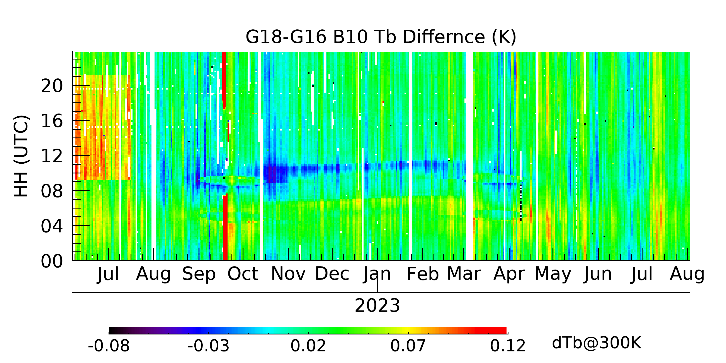 G18-G16 B10 Tb Differnce (K)
HH (UTC)
20
16
12
08
04
00
Jul Aug Sep Oct Nov Dec Jan Feb Mar Apr May Jun Jul Aug
2023
-0.08 -0.03 0.02 0.07 0.12 dTb@300K